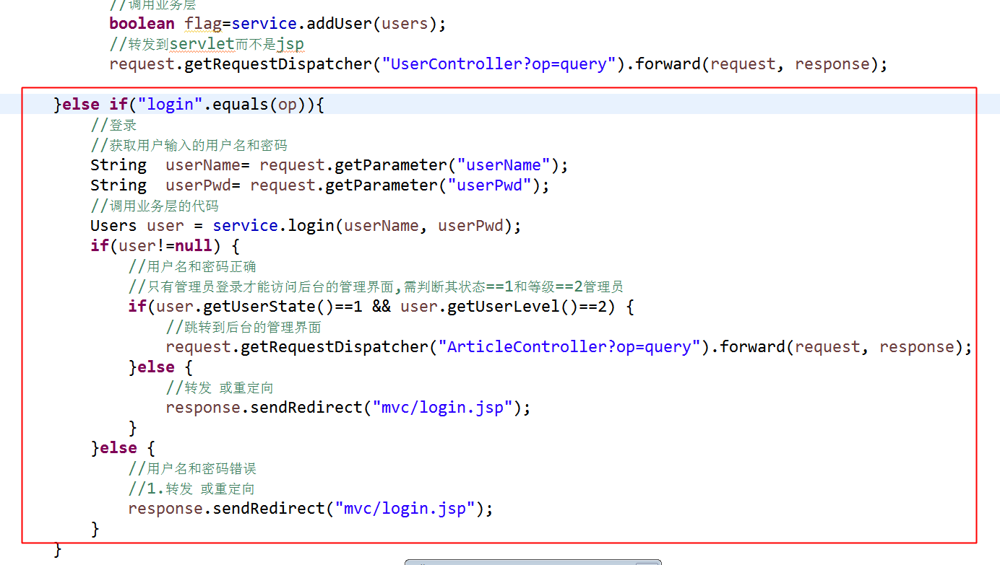 //调用业务层
boolean flag=service.addUser(users);
//转发到servlet而不是jsp
request.getRequestDispatcher("UserController?op=query").forward(request, response);
}else if("login".equals(op)){
//登录
//获取用户输入的用户名和密码
String  userName= request.getParameter("userName");
String  userPwd= request.getParameter("userPwd");
//调用业务层的代码
Users user = service.login(userName, userPwd);
if(user!=null) {
//用户名和密码正确
//只有管理员登录才能访问后台的管理界面,需判断其状态==1和等级==2管理员
if(user.getUserState()==1 && user.getUserLevel()==2) {
//跳转到后台的管理界面
request.getRequestDispatcher("ArticleController?op=query").forward(request, response);
}else {
//转发 或重定向
response.sendRedirect("mvc/login.jsp");
}
}else {
//用户名和密码错误
//1.转发 或重定向
response.sendRedirect("mvc/login.jsp");
}
}